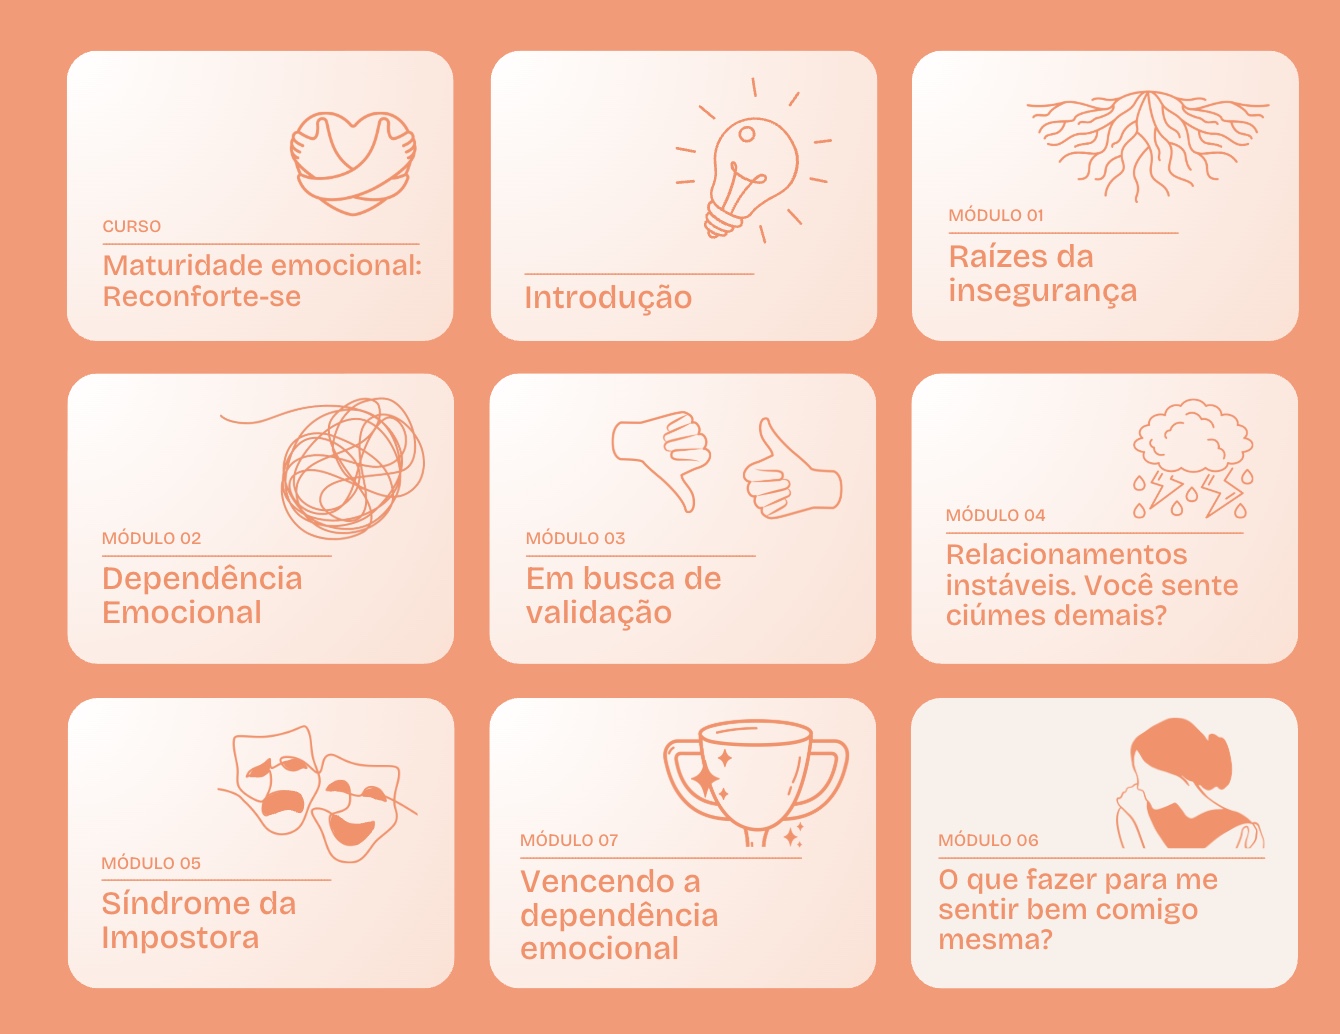 CURSO
Maturidade emocional:
Reconforte-se
Introdução
MÓDULO 01
Raízes da
insegurança
MÓDULO 02
Dependência
Emocional
MÓDULO 03
Em busca de
validação
MÓDULO 04
Relacionamentos
instáveis. Você sente
ciúmes demais?
MÓDULO 05
Síndrome da
Impostora
MÓDULO 07
Vencendo a
dependência
emocional
MÓDULO 06
O que fazer para me
sentir bem comigo
mesma?